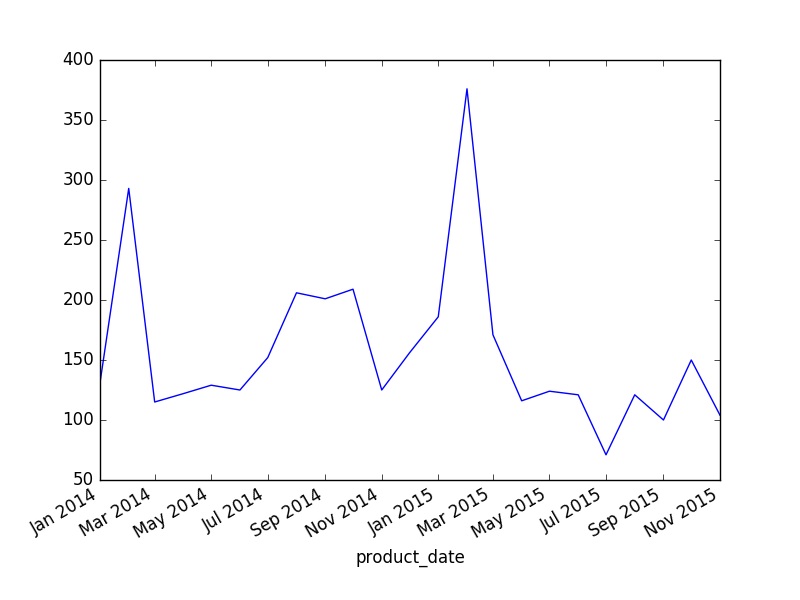 400
350
300
250
200
150
100
50
Jan 2014
Mar 2014
May 2014
Jul 2014
Sep 2014
Nov 2014
Jan 2015
Mar 2015
May 2015
Jul 2015
Sep 2015
Nov 2015
product_date